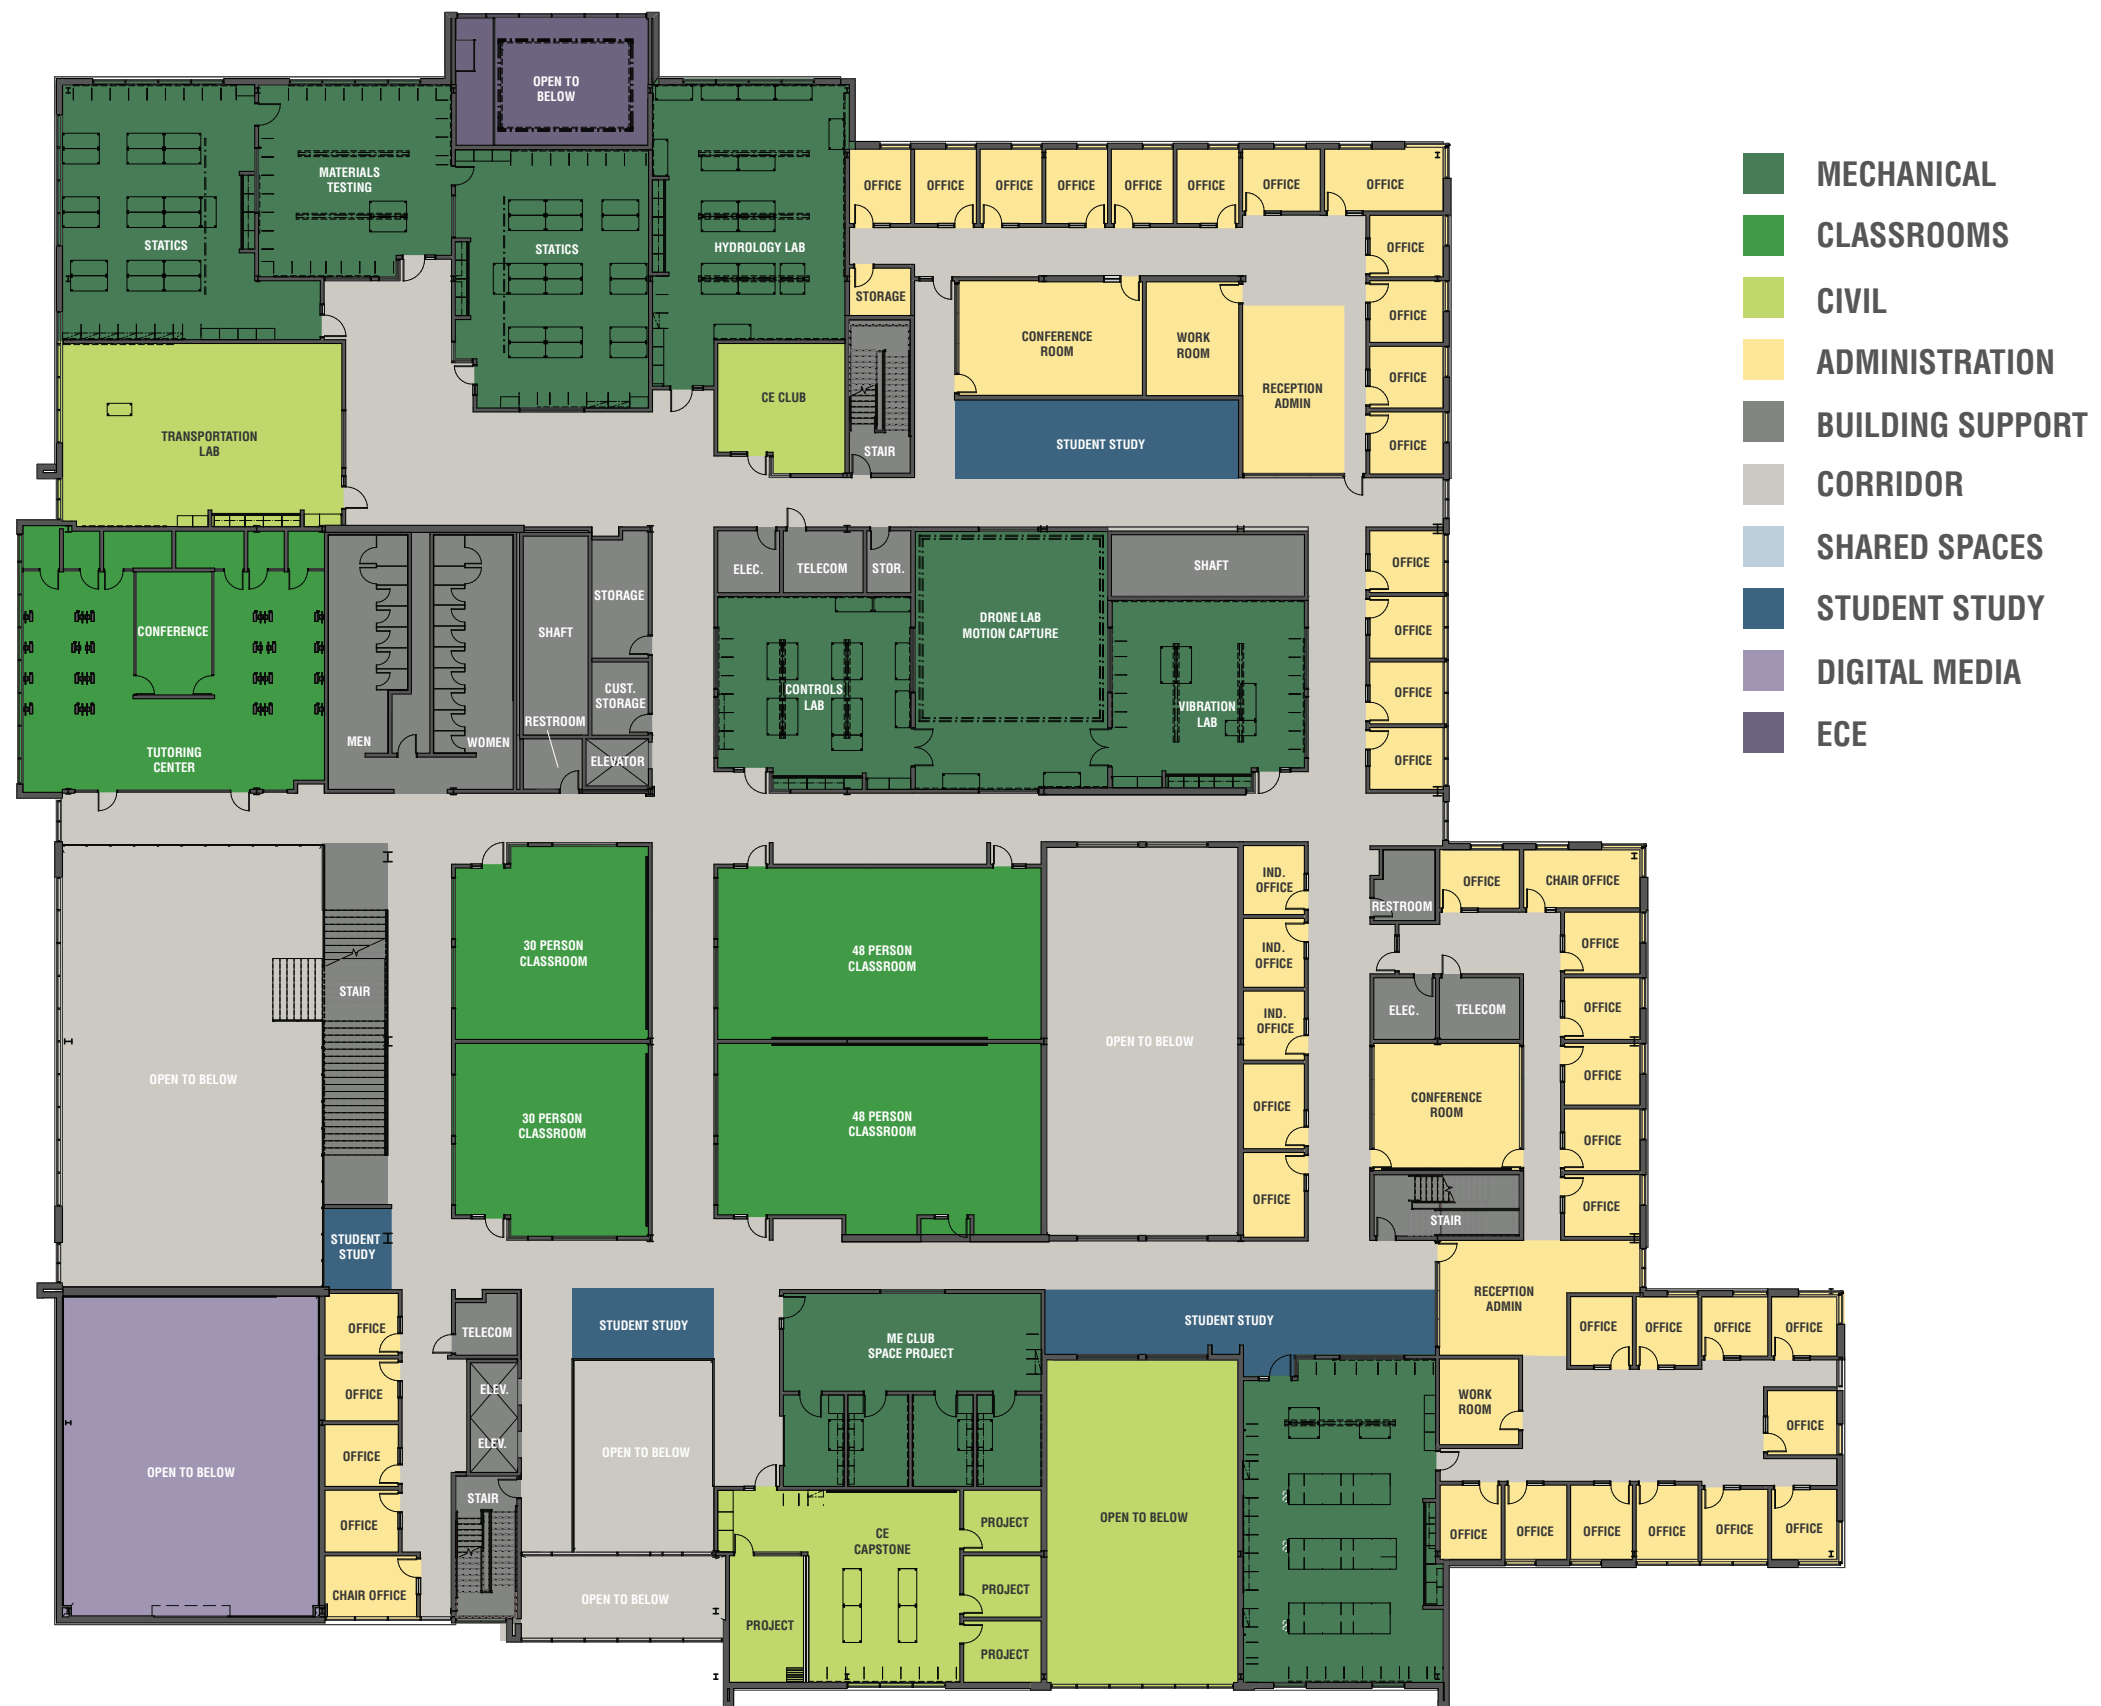 OPEN TO
BELOW
MATERIALS
TESTING
STATICS
STATICS
HYDROLOGY LAB
OFFICE
OFFICE
OFFICE
OFFICE
OFFICE
OFFICE
OFFICE
OFFICE
OFFICE
STORAGE
OFFICE
CONFERENCE
ROOM
WORK
ROOM
OFFICE
RECEPTION
ADMIN
CE CLUB
OFFICE
STUDENT STUDY
STAIR
TRANSPORTATION
LAB
MECHANICAL
CLASSROOMS
CIVIL
ADMINISTRATION
BUILDING SUPPORT
CORRIDOR
SHARED SPACES
STUDENT STUDY
DIGITAL MEDIA
ECE
ELEC.
TELECOM
STOR.
SHAFT
OFFICE
STORAGE
DRONE LAB
MOTION CAPTURE
CONFERENCE
SHAFT
OFFICE
CUST.
STORAGE
CONTROLS
LAB
OFFICE
VIBRATION
LAB
RESTROOM
MEN
WOMEN
TUTORING
CENTER
ELEVATOR
OFFICE
IND.
OFFICE
OFFICE
CHAIR OFFICE
RESTROOM
30 PERSON
CLASSROOM
48 PERSON
CLASSROOM
IND.
OFFICE
OFFICE
STAIR
IND.
OFFICE
ELEC.
TELECOM
OFFICE
OPEN TO BELOW
OPEN TO BELOW
OFFICE
CONFERENCE
ROOM
OFFICE
30 PERSON
CLASSROOM
48 PERSON
CLASSROOM
OFFICE
OFFICE
OFFICE
STAIR
STUDENT
STUDY
RECEPTION
ADMIN
OFFICE
TELECOM
STUDENT STUDY
ME CLUB
SPACE PROJECT
STUDENT STUDY
OFFICE
OFFICE
OFFICE
OFFICE
OFFICE
ELEV.
WORK
ROOM
OFFICE
ELEV.
OPEN TO BELOW
OFFICE
OPEN TO BELOW
STAIR
OFFICE
PROJECT
OPEN TO BELOW
CE
CAPSTONE
OFFICE
OFFICE
OFFICE
OFFICE
OFFICE
OFFICE
CHAIR OFFICE
OPEN TO BELOW
PROJECT
PROJECT
PROJECT